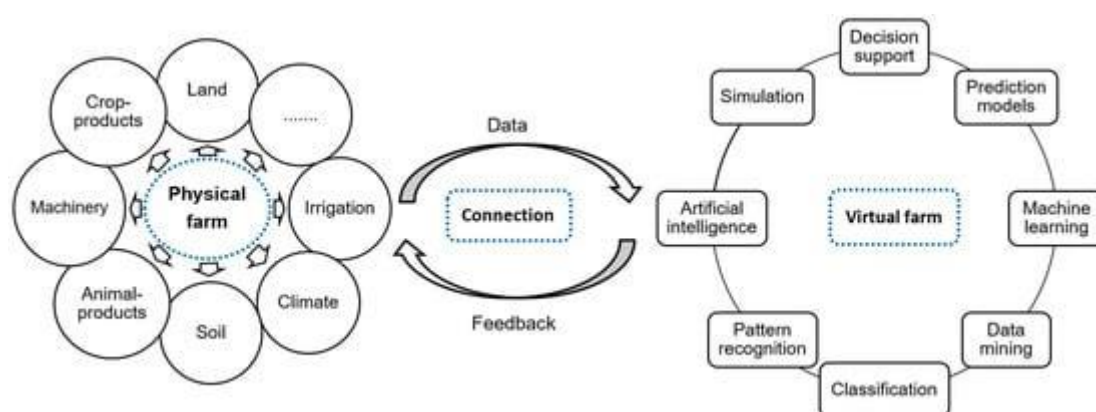 Land
Crop-
products
.......
Machinery
Physical
farm
Irrigation
Animal-
products
Climate
Soil
Data
Connection
Feedback
Decision
support
Simulation
Prediction
models
Artificial
intelligence
Virtual farm
Machine
learning
Pattern
recognition
Data
mining
Classification